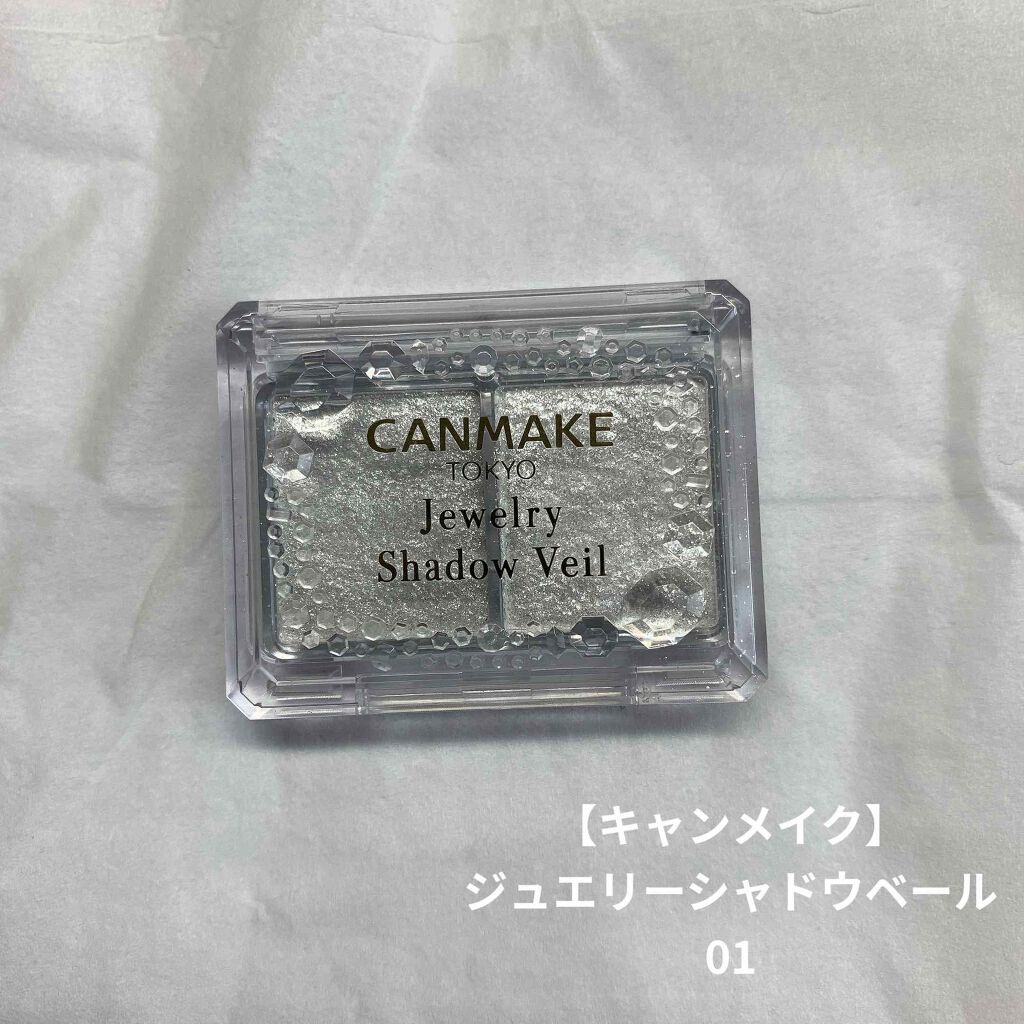 CANMAKE
TOKYO
Jewelry
Shadow Veil
【キャンメイク】
ジュエリーシャドウベール
01